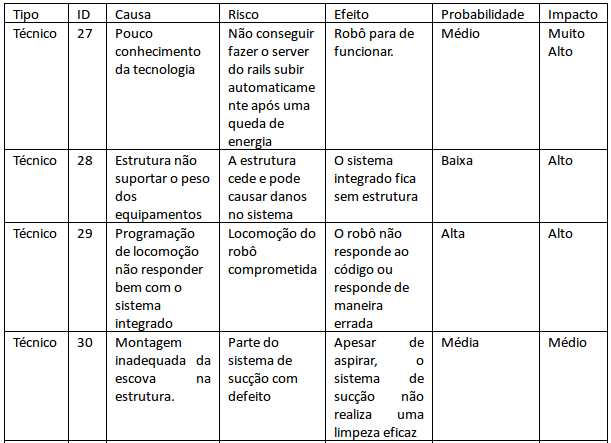 Tipo ID Causa Risco Efeito Probabilidade Impacto
Técnico 27 Pouco Não conseguir Robô para de Médio Muito
conhecimento fazer o server funcionar. Alto
da tecnologia do rails subir
automaticame
nte após uma
queda de
energia
Técnico 28 Estrutura não A estrutura O sistema Baixa Alto
suportar o peso cede e pode integrado fica
dos causar danos sem estrutura
equipamentos no sistema
Técnico 29 Programação Locomoção do O robô não Alta Alto
de locomoção robô responde ao
não responder comprometida código ou
bem com o responde de
sistema maneira
integrado errada
Técnico 30 Montagem Parte do Apesar de Média Médio
inadequada da sistema de aspirar, o
escova na sucção com sistema de
estrutura. defeito sucção não
realiza uma
limpeza eficaz